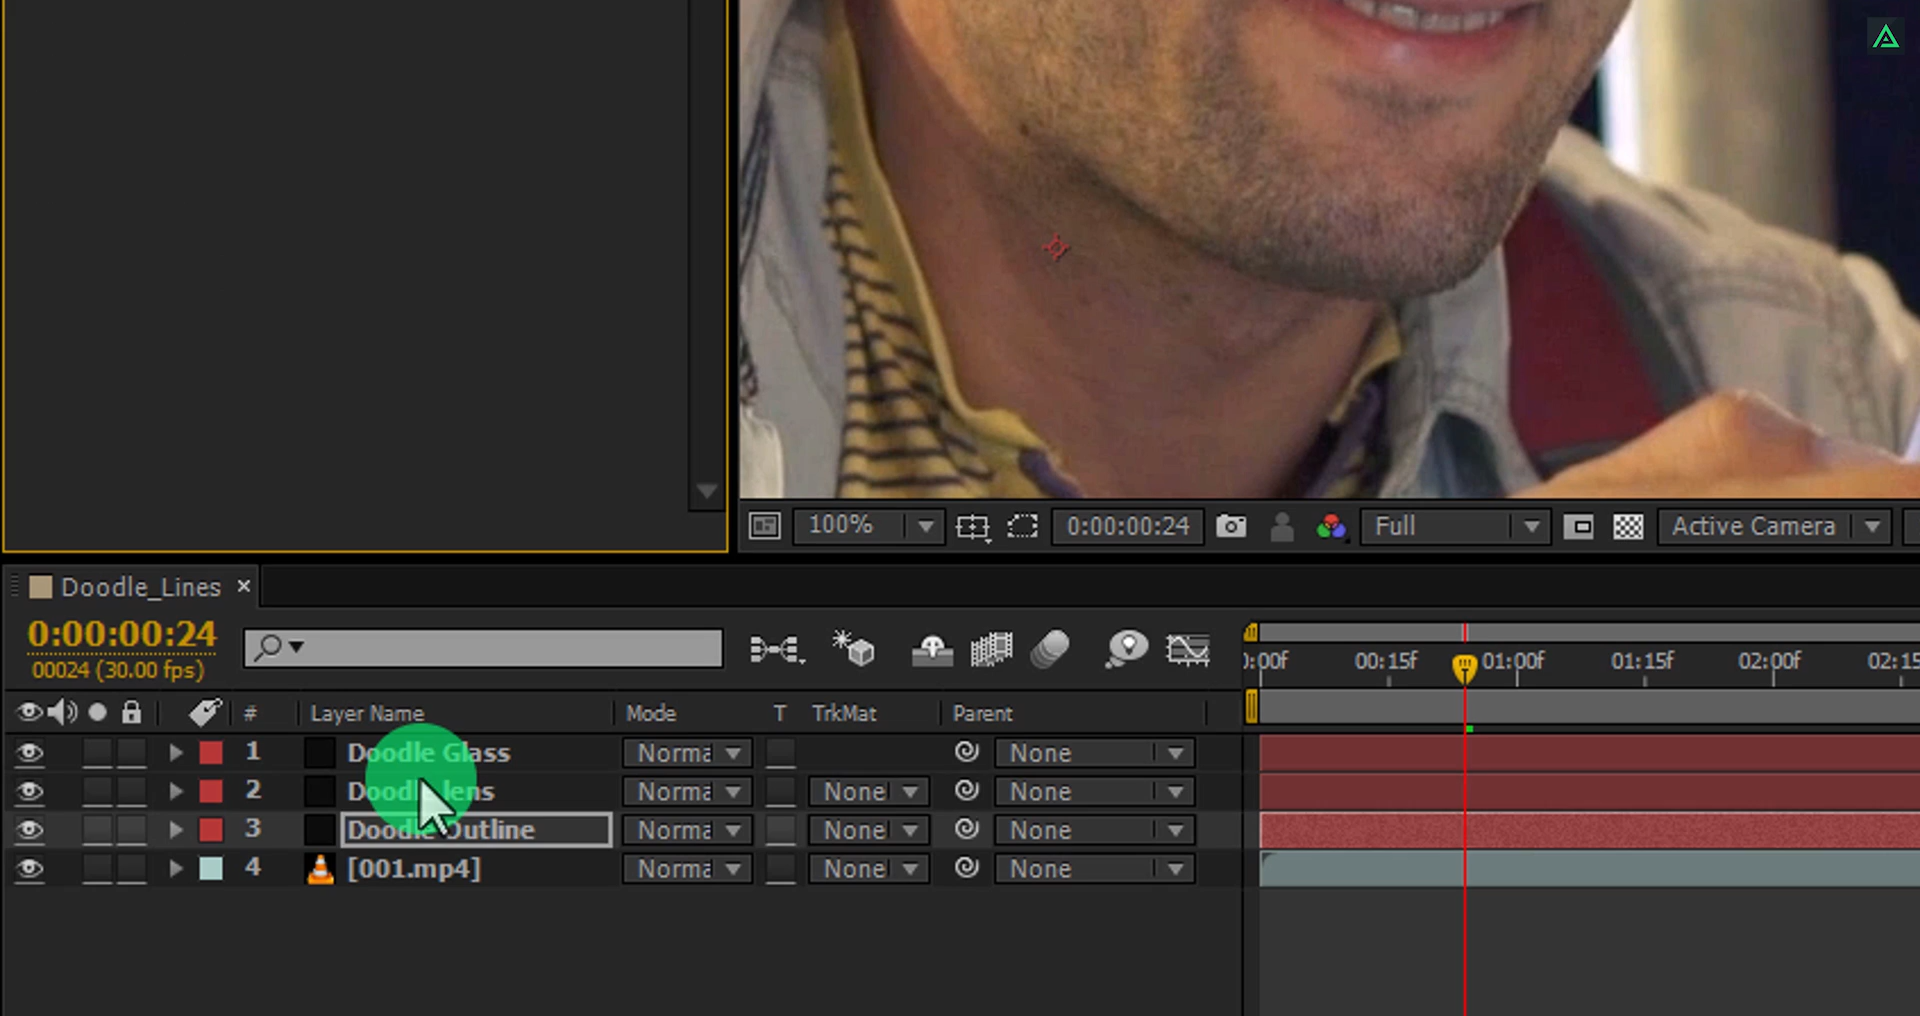 100%
0:00:00:24
Full
Active Camera
Doodle_Lines ×
0:00:00:24
00024 (30.00 fps)
):00f 00:15f 01:00f 01:15f 02:00f 02:15
# Layer Name Mode T TrkMat Parent
1 Doodle Glass Norma None
2 Doodle lens Norma None None
3 Doodle Outline Norma None None
4 [001.mp4] Norma None None